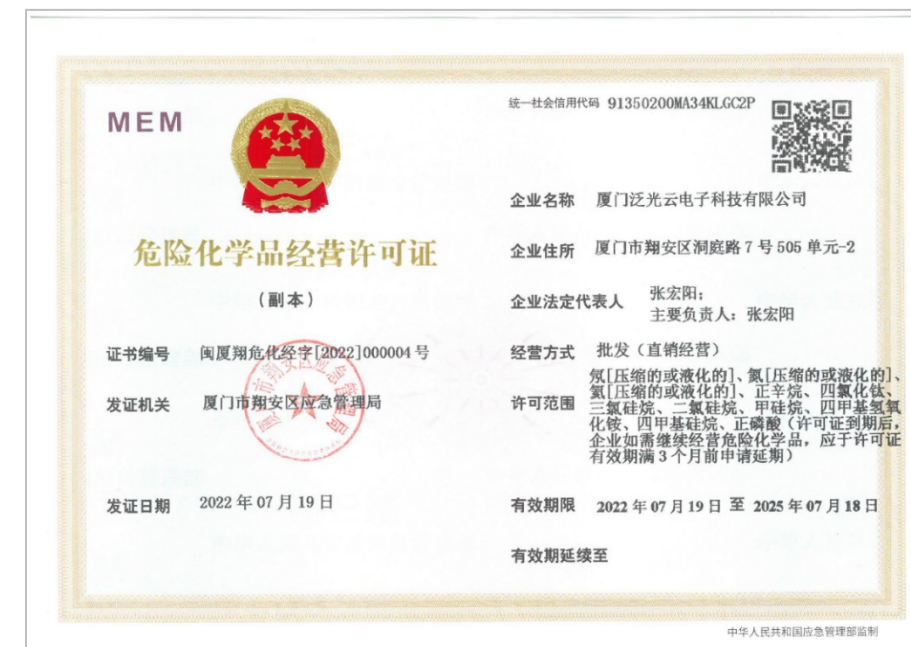 MEM
危险化学品经营许可证
(副本)
证书编号 闽厦翔危化经字[2022]000004号
发证机关 厦门市翔安区应急管理局
发证日期 2022年07月19日
统一社会信用代码 91350200MA34KLGC2P
企业名称 厦门泛光云电子科技有限公司
企业住所 厦门市翔安区洞庭路7号505单元-2
企业法定代表人 张宏阳;
主要负责人: 张宏阳
经营方式 批发(直销经营)
许可范围 氖[压缩的或液化的]、氮[压缩的或液化的]、
氦[压缩的或液化的]、正辛烷、四氯化钛、
三氯硅烷、二氯硅烷、甲硅烷、四甲基氢氧
化铵、四甲基硅烷、正磷酸(许可证到期后,
企业如需继续经营危险化学品,应于许可证
有效期满3个月前申请延期)
有效期限 2022年07月19日 至 2025年07月18日
有效期延续至
中华人民共和国应急管理部监制